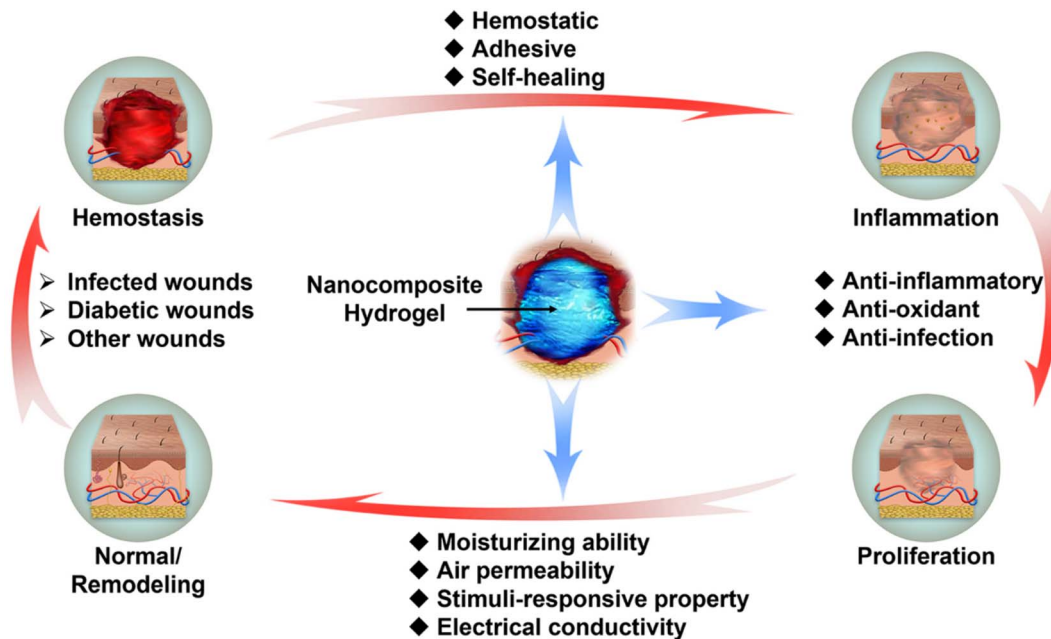 ◆ Hemostatic
◆ Adhesive
◆ Self-healing
Hemostasis
Inflammation
➢ Infected wounds
➢ Diabetic wounds
➢ Other wounds
Nanocomposite
Hydrogel
◆ Anti-inflammatory
◆ Anti-oxidant
◆ Anti-infection
Normal/
Remodeling
Proliferation
◆ Moisturizing ability
◆ Air permeability
◆ Stimuli-responsive property
◆ Electrical conductivity